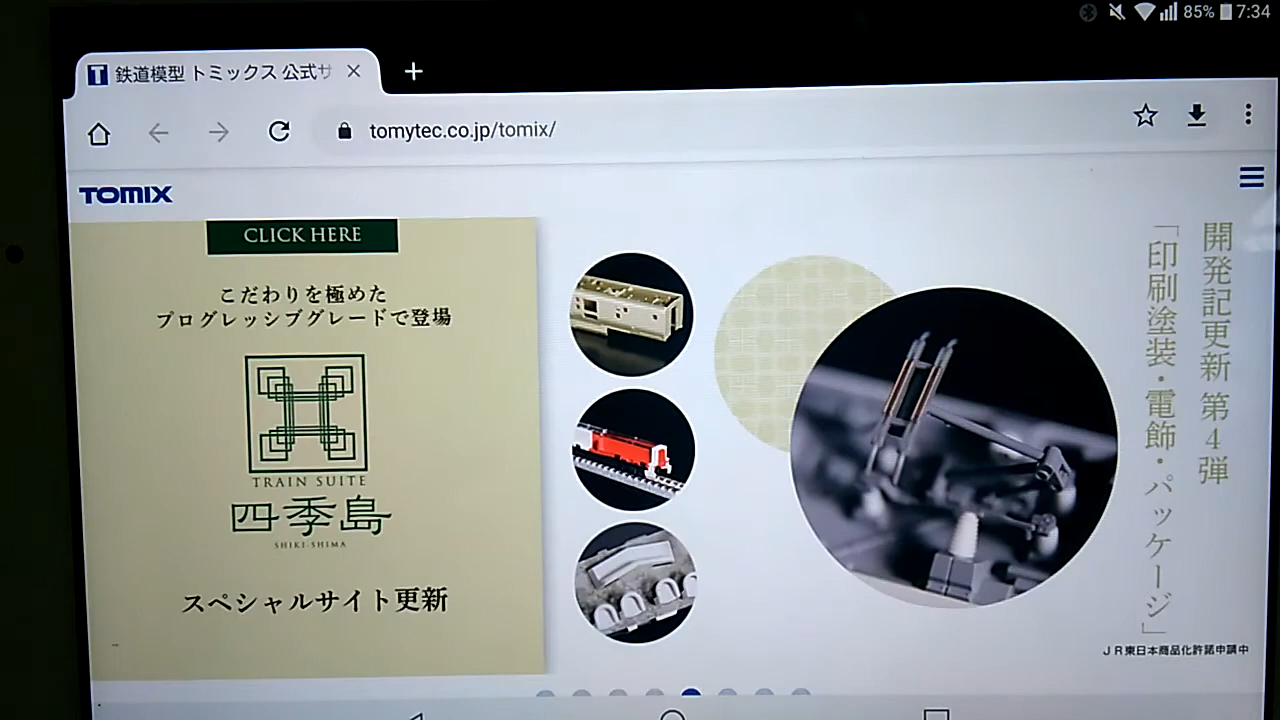 85% 7:34
鉄道模型 トミックス 公式サ
tomytec.co.jp/tomix/
TOMIX
CLICK HERE
こだわりを極めた
プログレッシブグレードで登場
TRAIN SUITE
四季島
SHIKI-SHIMA
スペシャルサイト更新
開発記更新 第4弾
「印刷塗装・電飾・パッケージ」
JR東日本商品化許諾申請中